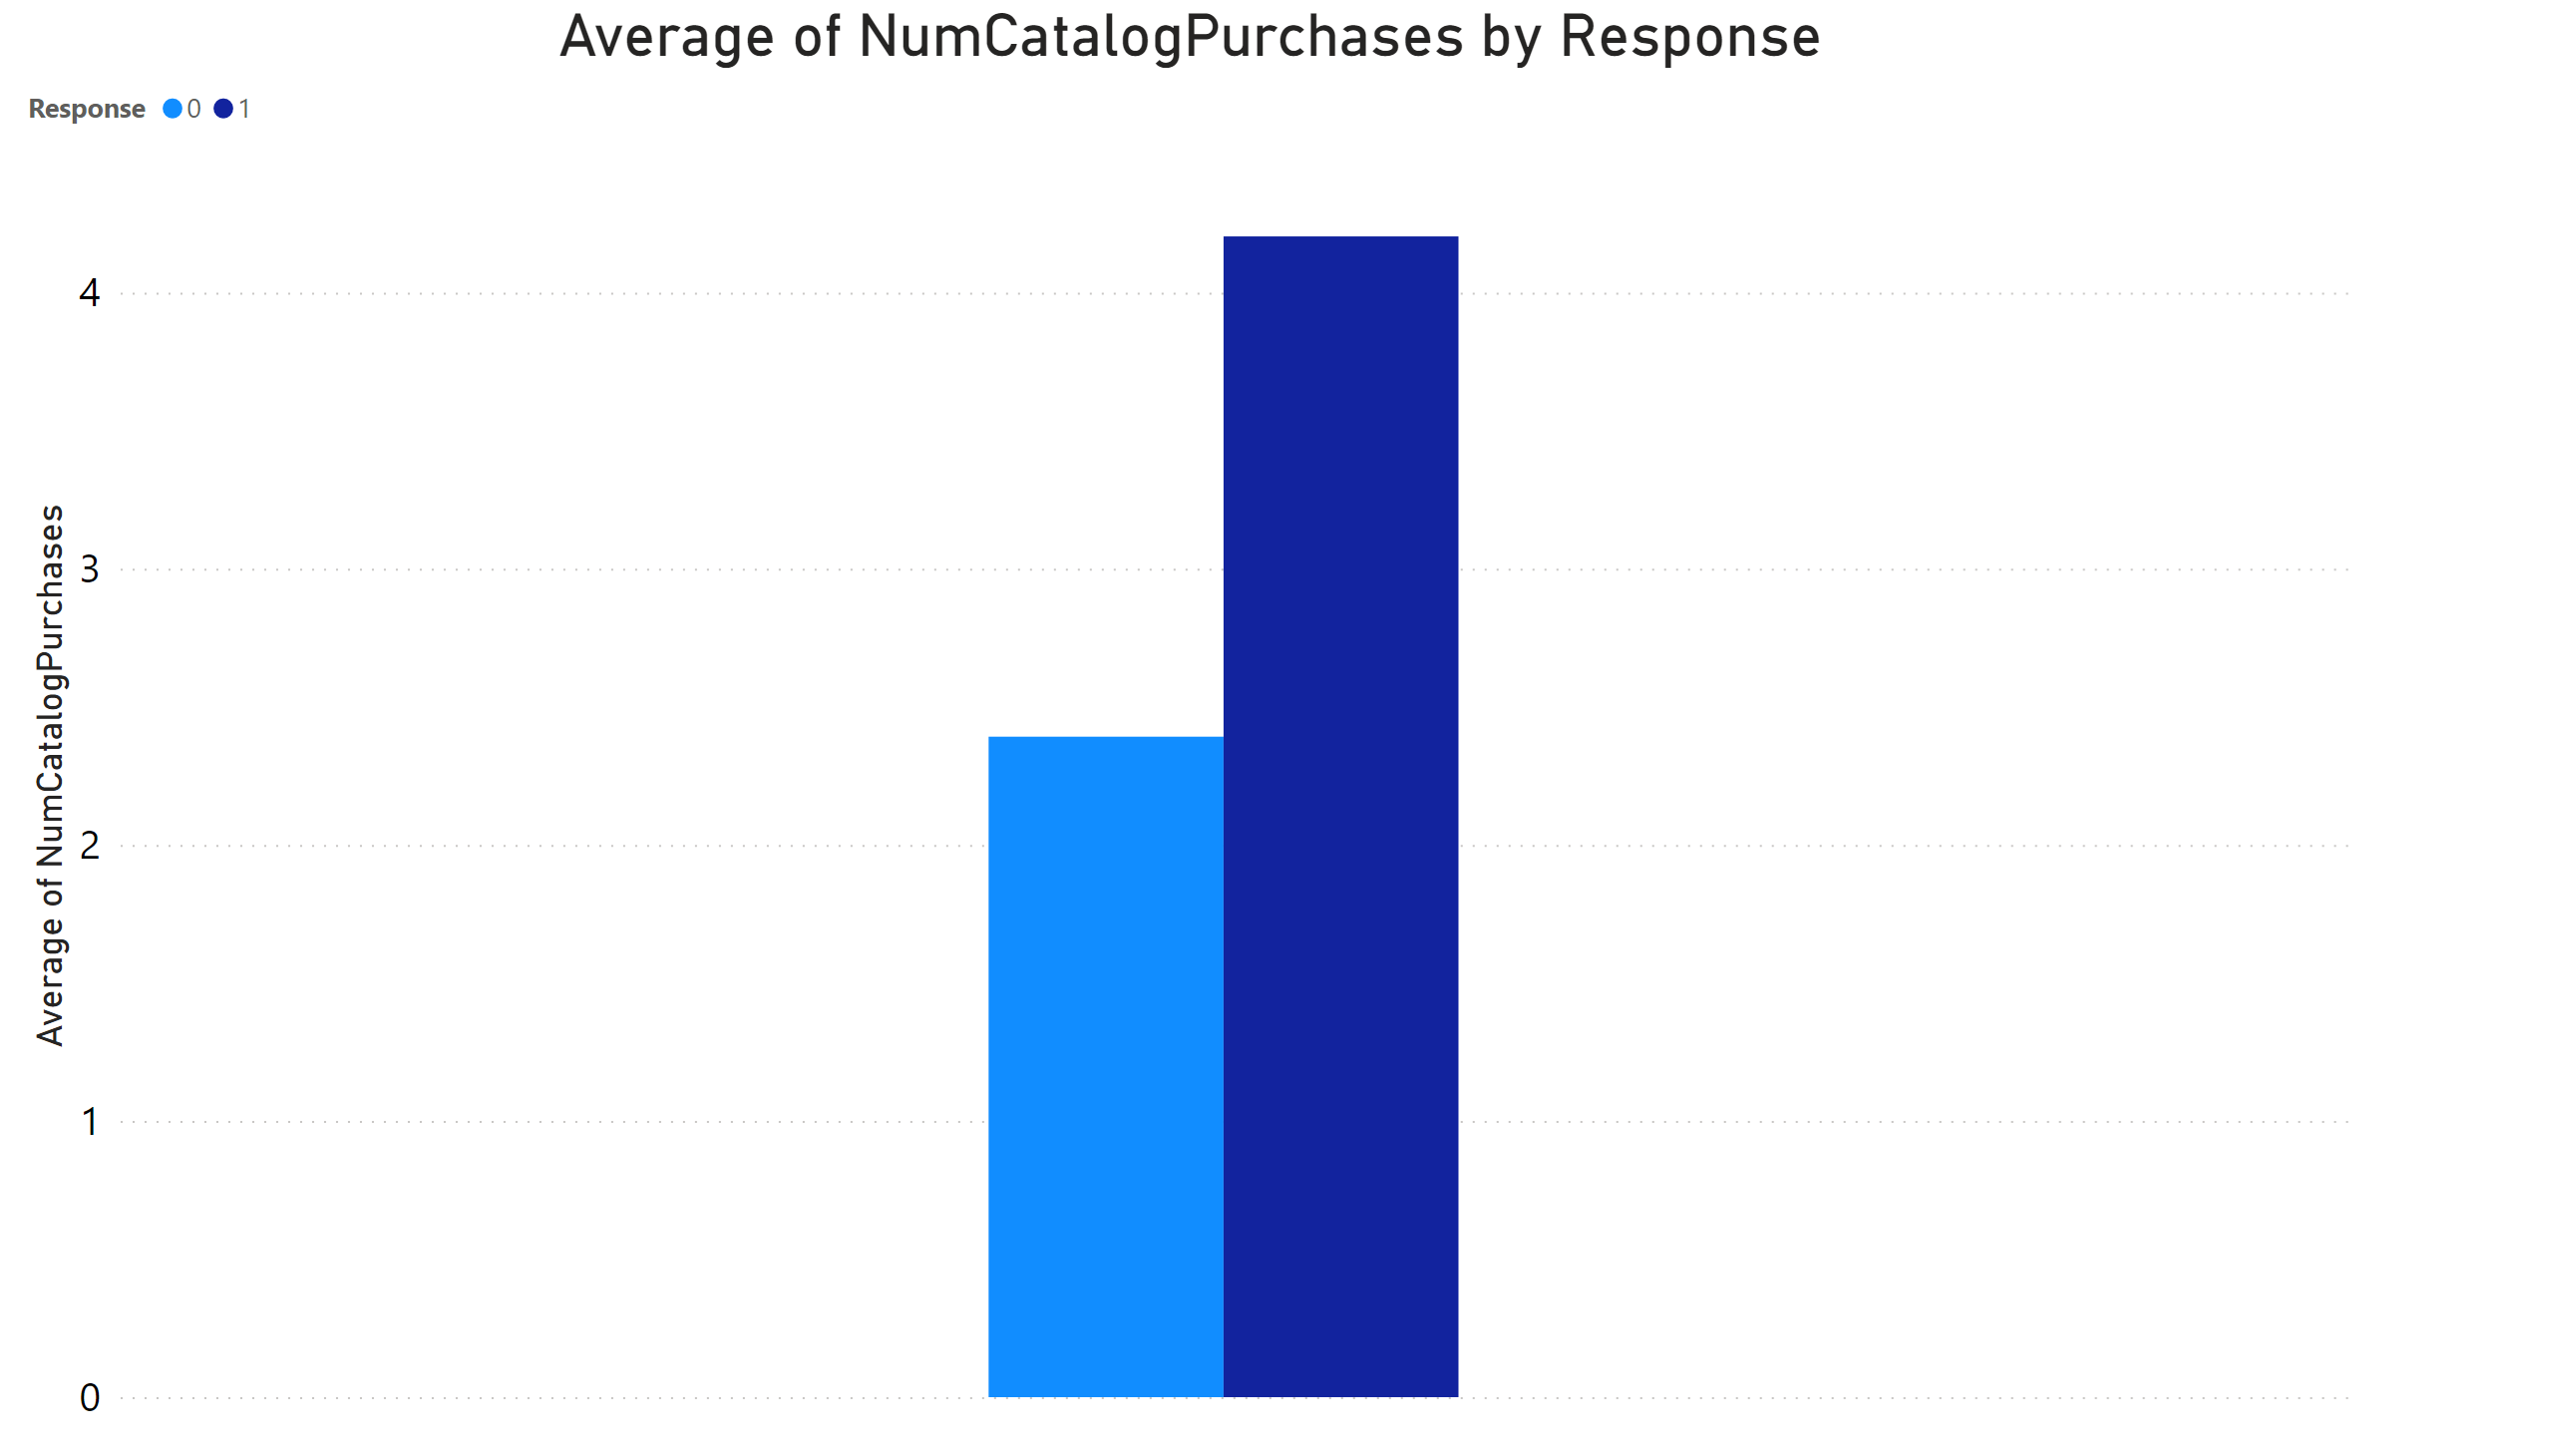 Average of NumCatalogPurchases by Response
Response 0 1
Average of NumCatalogPurchases
4
3
2
1
0